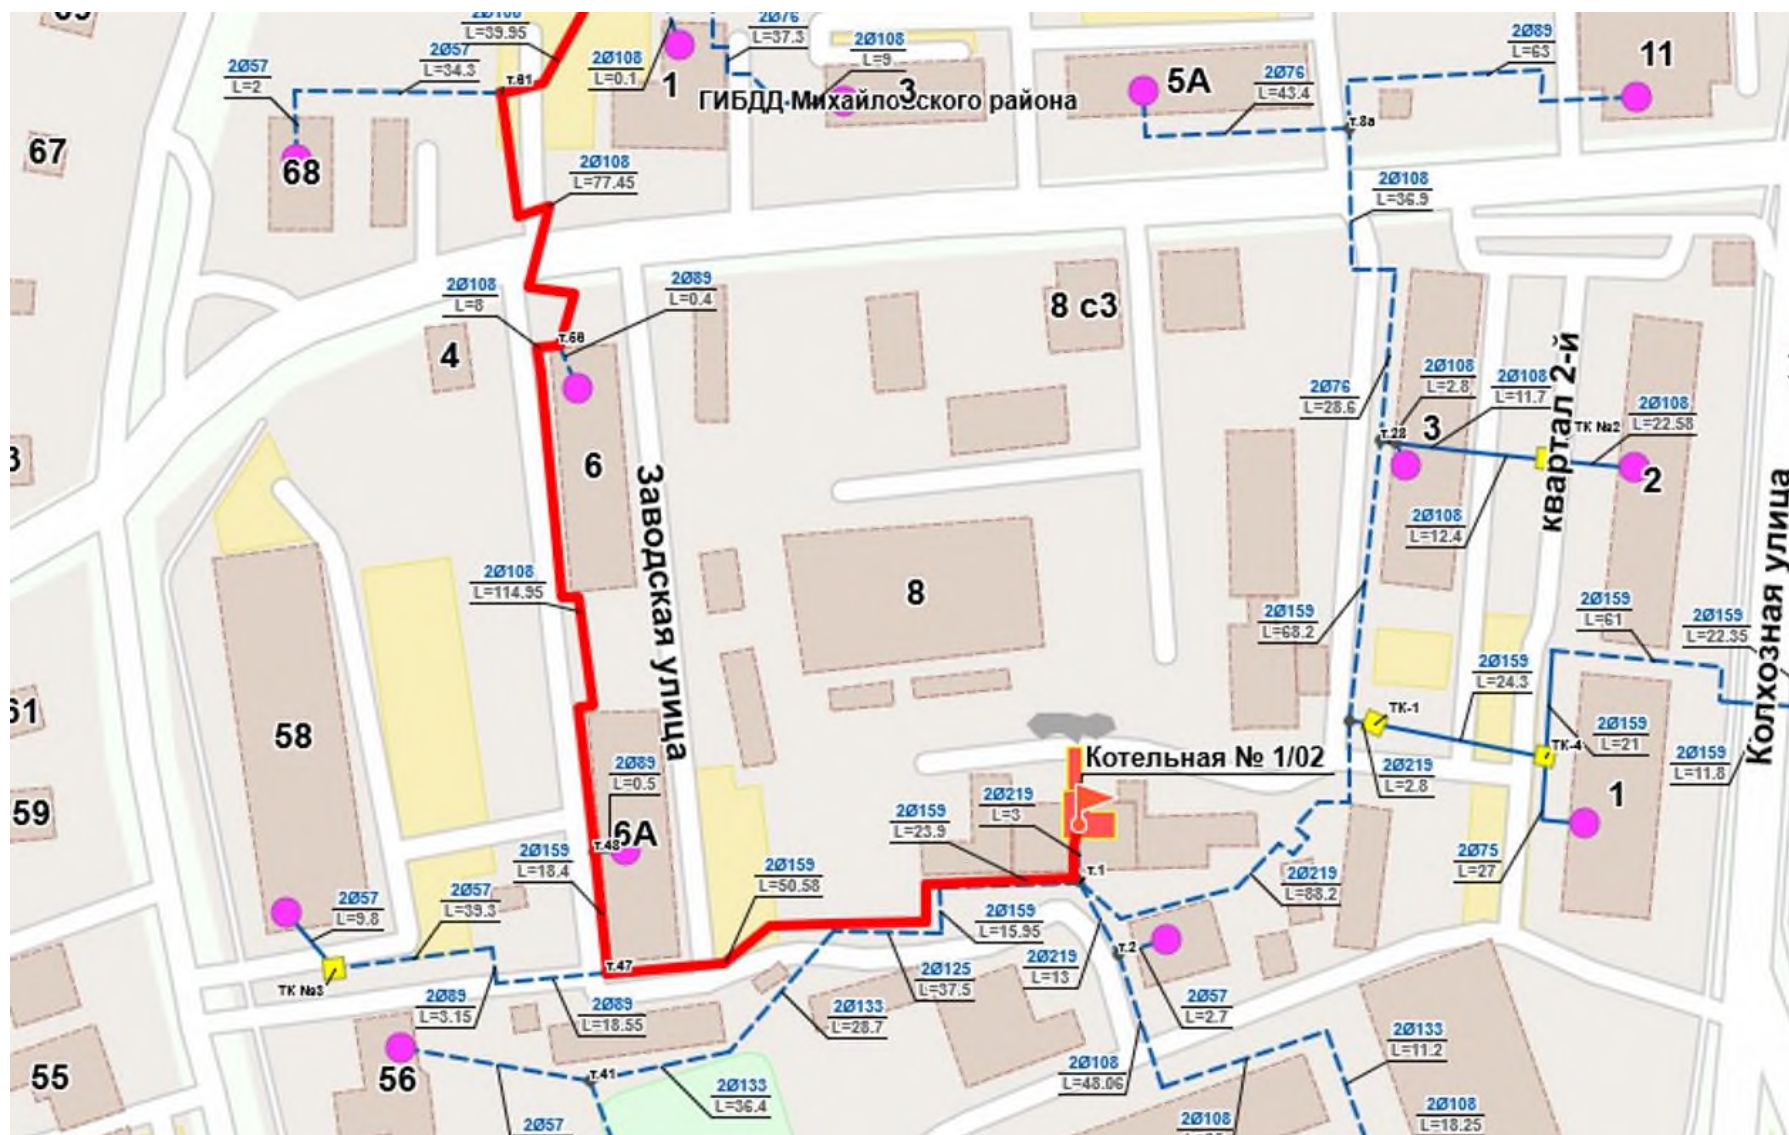 2Ø108
L=39.95
2Ø57
L=34.3
2Ø57
L=2
т.61
2Ø108
L=0.1
1
2Ø76
L=37.3
2Ø108
L=9
3
ГИБДД Михайловского района
5А
2Ø76
L=43.4
2Ø89
L=63
11
т.8а
67
68
2Ø108
L=77.45
2Ø108
L=36.9
2Ø108
L=8
2Ø89
L=0.4
т.66
4
8 с3
2Ø76
L=28.6
2Ø108
L=2.8
2Ø108
L=11.7
квартал 2-й
2Ø108
L=22.58
ТК №2
т.22
3
2
6
Заводская улица
2Ø108
L=12.4
Колхозная улица
2Ø108
L=114.95
8
2Ø159
L=68.2
2Ø159
L=61
2Ø159
L=22.35
2Ø159
L=24.3
61
58
ТК-1
2Ø159
L=21
ТК-4
2Ø159
L=11.8
Котельная № 1/02
2Ø89
L=0.5
2Ø219
L=2.8
59
2Ø159
L=23.9
2Ø219
L=3
1
6А
т.48
2Ø159
L=18.4
2Ø159
L=50.58
т.1
2Ø219
L=88.2
2Ø75
L=27
2Ø57
L=9.8
2Ø57
L=39.3
2Ø159
L=15.95
т.2
2Ø219
L=13
т.47
ТК №3
2Ø125
L=37.5
2Ø89
L=3.15
2Ø89
L=18.55
2Ø133
L=28.7
2Ø57
L=2.7
2Ø133
L=11.2
55
56
т.41
2Ø108
L=48.06
2Ø133
L=36.4
2Ø57
2Ø108
2Ø108
L=18.25